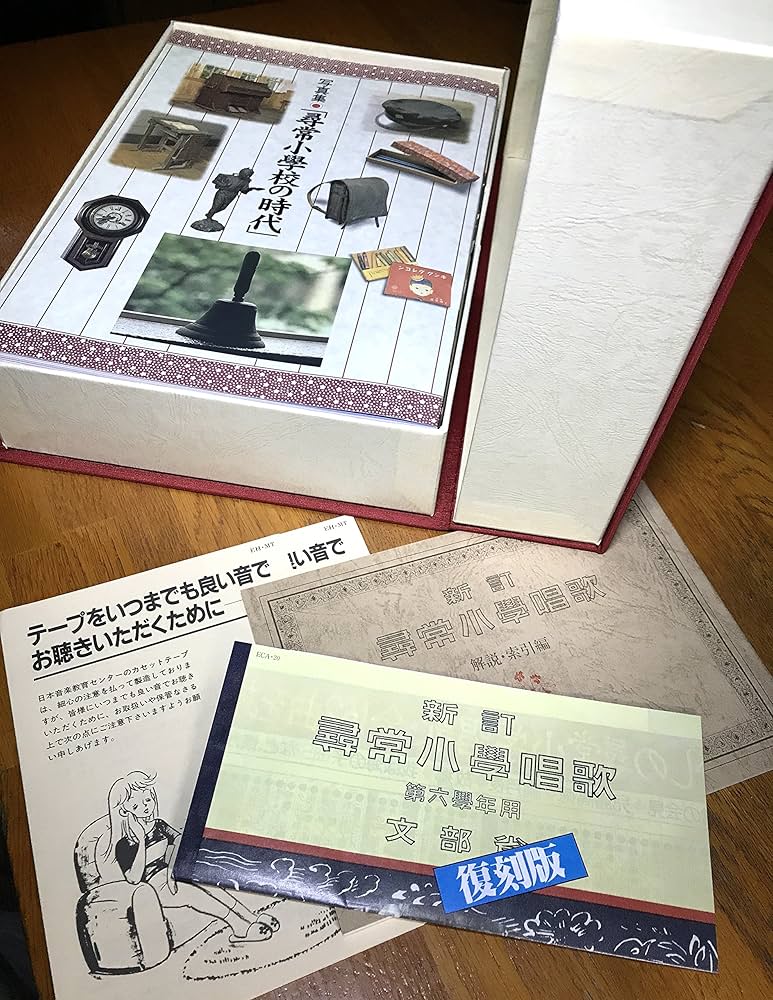 写真集●「尋常小學校の時代」
シヨレクワンキ
EH・MT
EH・MT
い音で
テープをいつまでも良い音で
お聴きいただくために
日本音楽教育センターのカセットテープ
は、細心の注意を払って製造しておりま
すが、皆様にいつまでも良い音でお聴き
いただくために、お取扱いや保管なさる
上で次の点にご注意下さいますようお願
い申しあげます。
新訂
尋常小學唱歌
解説・索引編
ECA・20
新訂
尋常小學唱歌
第六學年用
文部省
復刻版